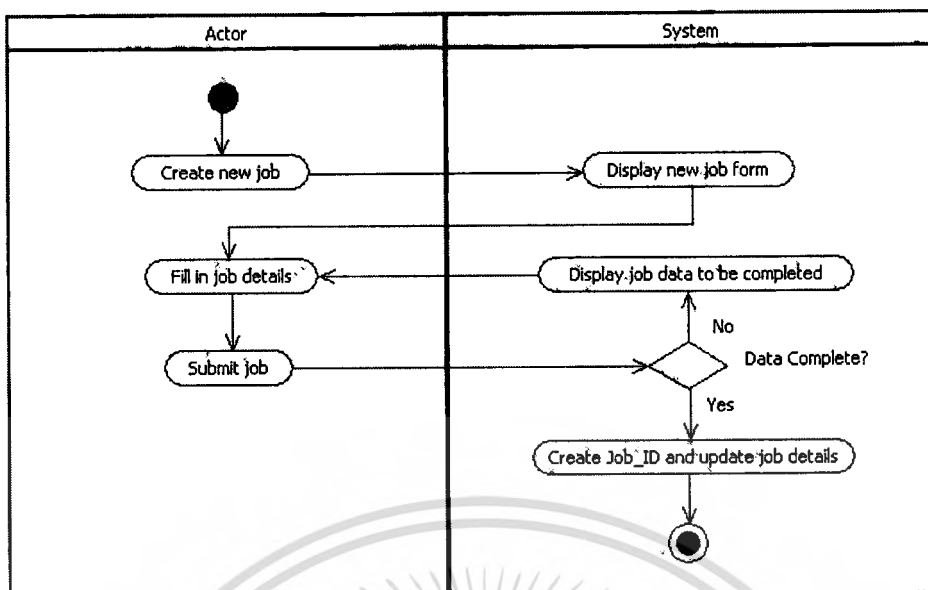 Actor
System
Create new job
Display new job form
Fill in job details
Display job data to be completed
No
Submit job
Data Complete?
Yes
Create Job_ID and update job details